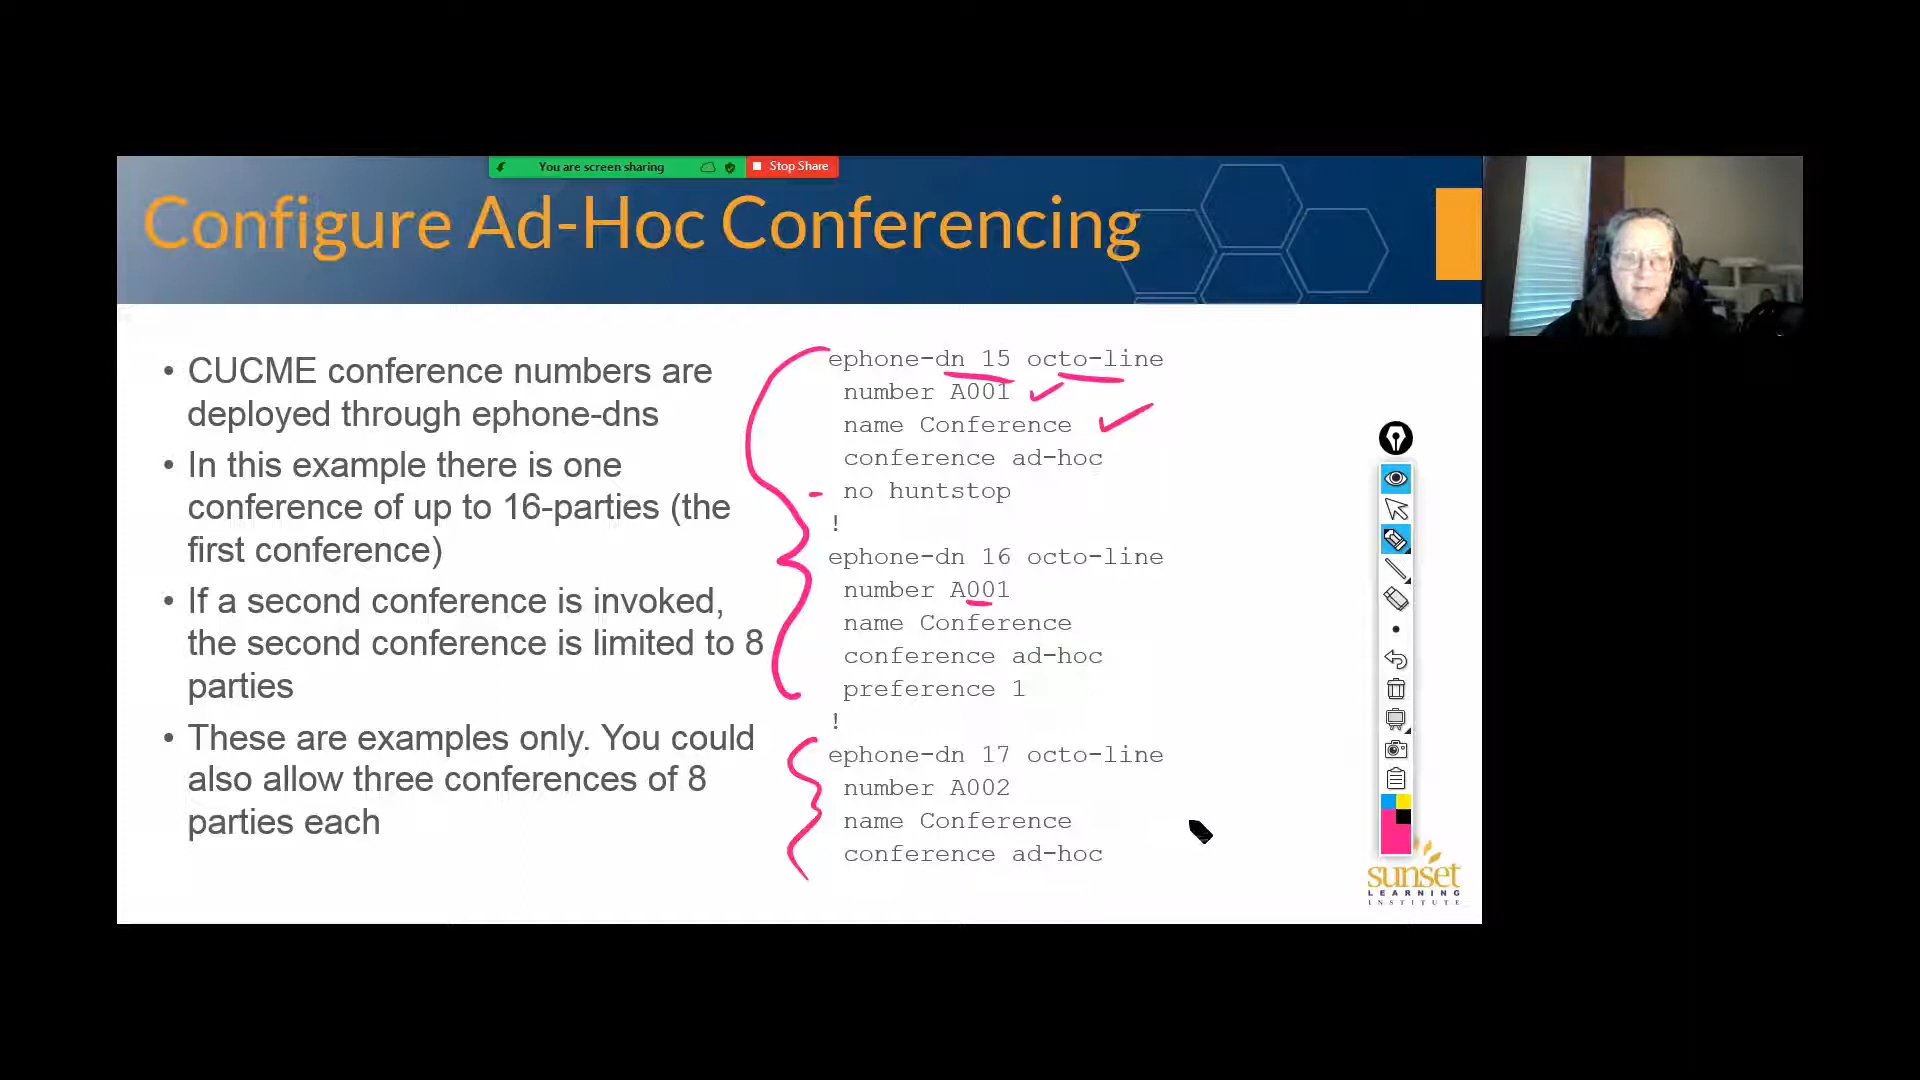 You are screen sharing
Stop Share
Configure Ad-Hoc Conferencing
• CUCME conference numbers are
deployed through ephone-dns
• In this example there is one
conference of up to 16-parties (the
first conference)
• If a second conference is invoked,
the second conference is limited to 8
parties
• These are examples only. You could
also allow three conferences of 8
parties each
ephone-dn 15 octo-line
number A001
name Conference
conference ad-hoc
no huntstop
!
ephone-dn 16 octo-line
number A001
name Conference
conference ad-hoc
preference 1
!
ephone-dn 17 octo-line
number A002
name Conference
conference ad-hoc
sunset
LEARNING
INSTITUTE